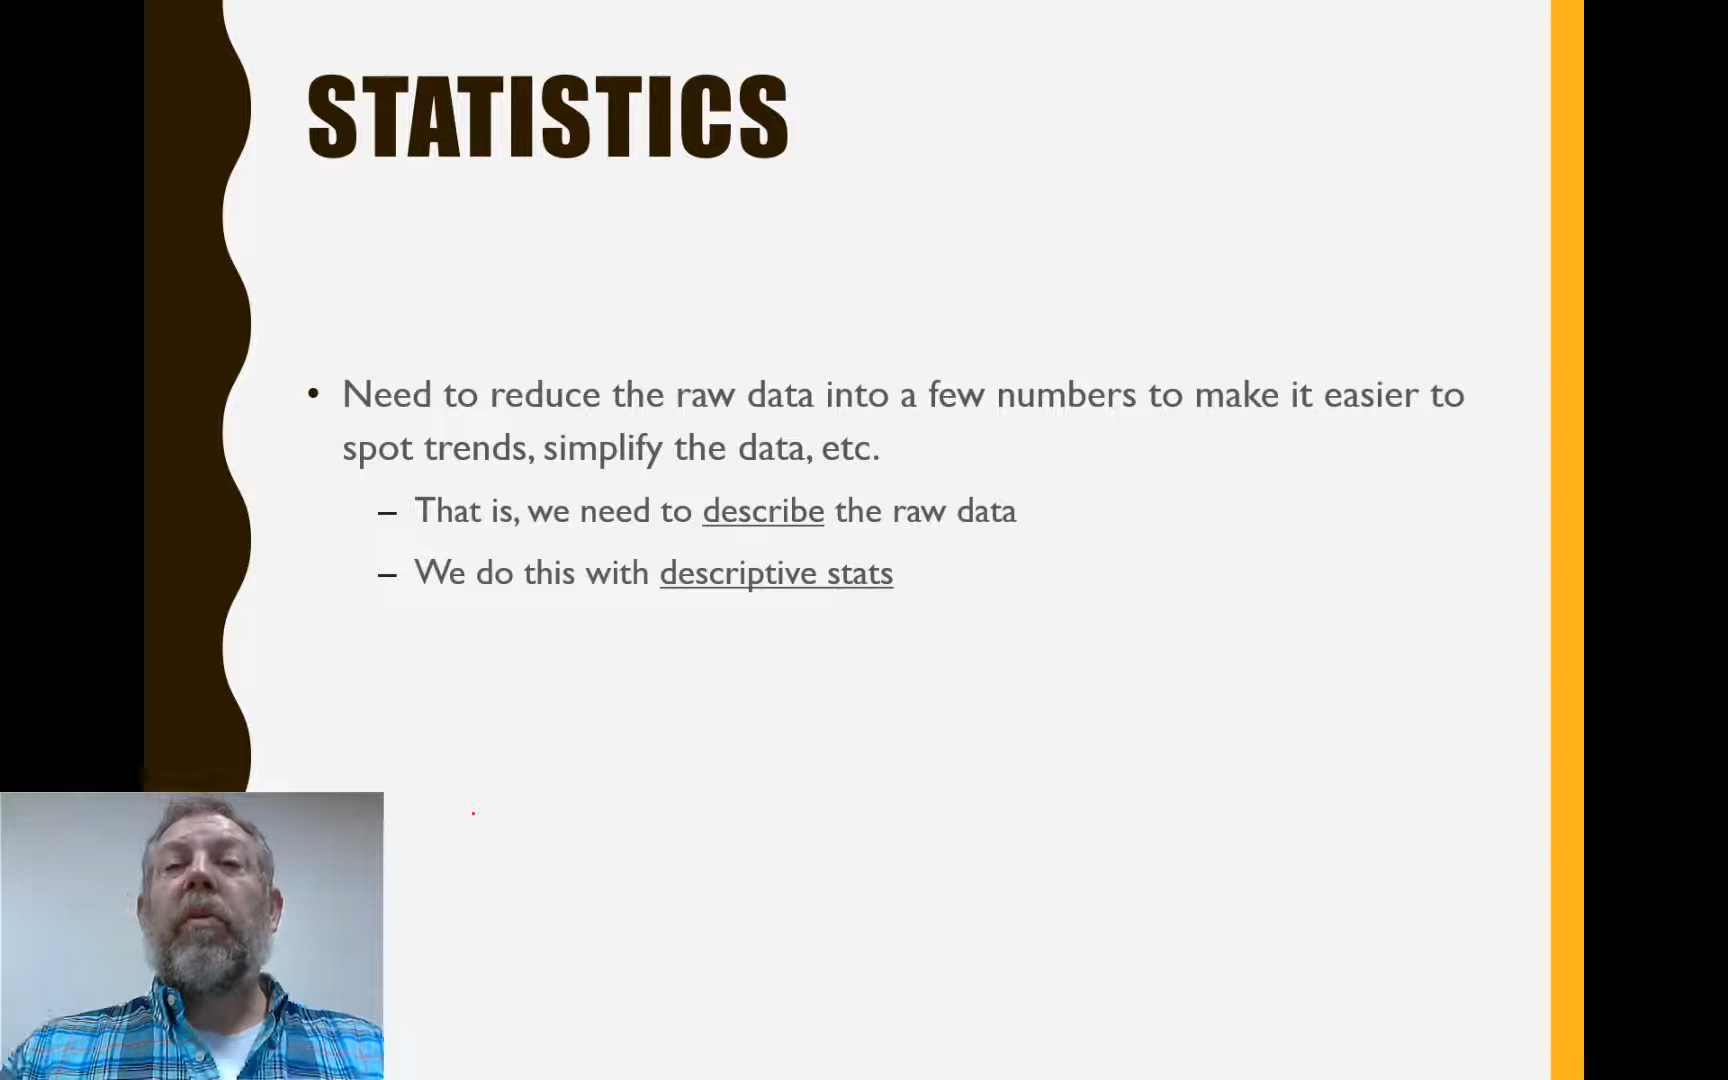 STATISTICS
• Need to reduce the raw data into a few numbers to make it easier to
spot trends, simplify the data, etc.
– That is, we need to describe the raw data
– We do this with descriptive stats